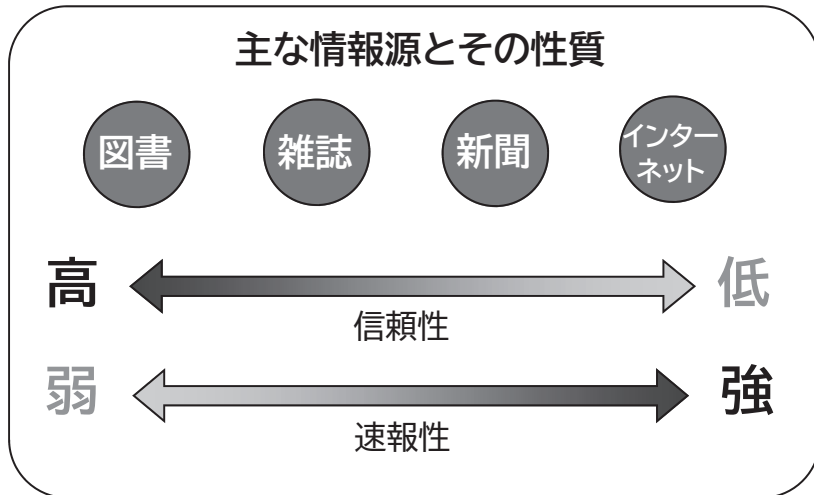 主な情報源とその性質
図書
雑誌
新聞
インター
ネット
高
低
信頼性
弱
強
速報性